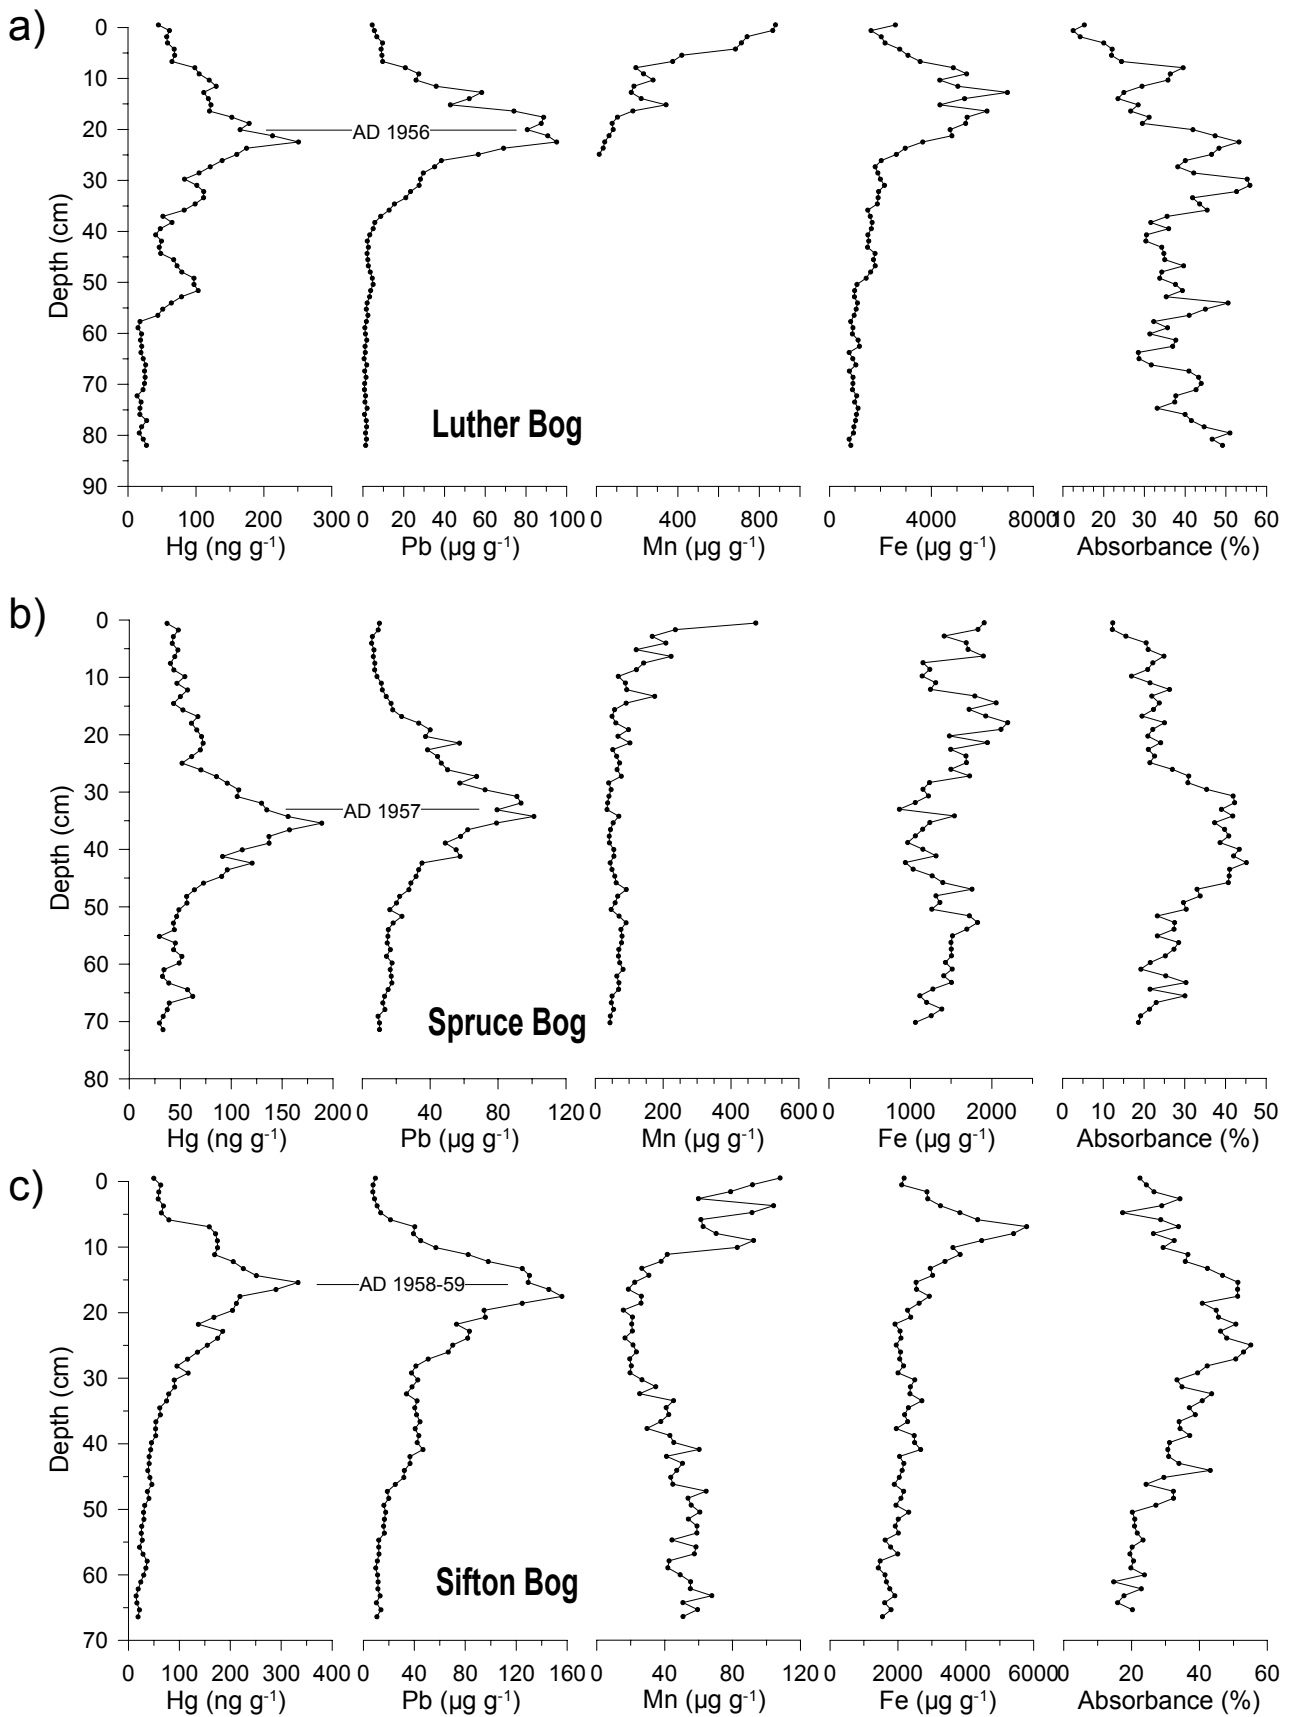 a)
0
10
20
30
40
50
60
70
80
90
Depth (cm)
AD 1956
Luther Bog
0 100 200 300 0 20 40 60 80 100 0 400 800 0 4000 8000 10 20 30 40 50 60
Hg (ng g-1) Pb (µg g-1) Mn (µg g-1) Fe (µg g-1) Absorbance (%)
b)
0
10
20
30
40
50
60
70
80
Depth (cm)
AD 1957
Spruce Bog
0 50 100 150 200 0 40 80 120 0 200 400 600 0 1000 2000 0 10 20 30 40 50
Hg (ng g-1) Pb (µg g-1) Mn (µg g-1) Fe (µg g-1) Absorbance (%)
c)
0
10
20
30
40
50
60
70
Depth (cm)
AD 1958-59
Sifton Bog
0 100 200 300 400 0 40 80 120 160 0 40 80 120 0 2000 4000 6000 0 20 40 60
Hg (ng g-1) Pb (µg g-1) Mn (µg g-1) Fe (µg g-1) Absorbance (%)